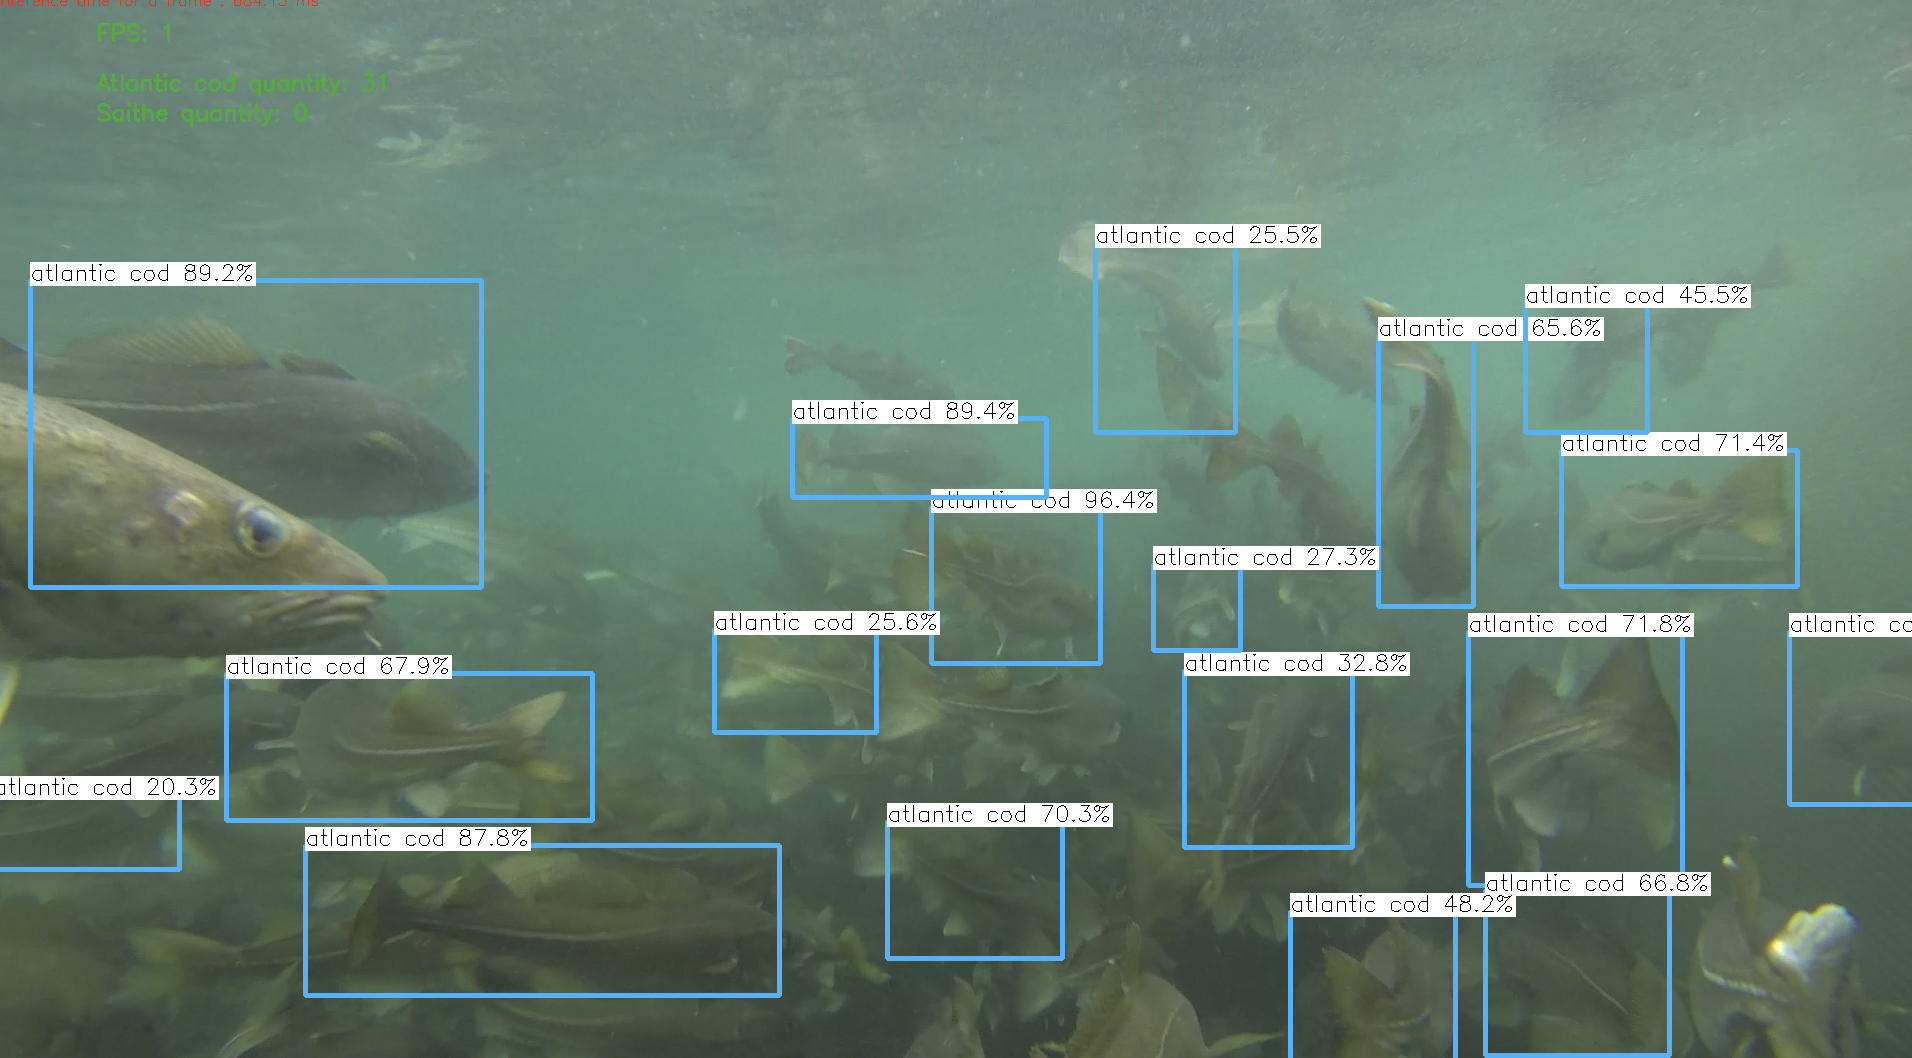 FPS: 1
Atlantic cod quantity: 31
Saithe quantity: 0
atlantic cod 25.5%
atlantic cod 89.2%
atlantic cod 45.5%
atlantic cod 65.6%
atlantic cod 89.4%
atlantic cod 71.4%
atlantic cod 96.4%
atlantic cod 27.3%
atlantic cod 25.6%
atlantic cod 71.8%
atlantic co
atlantic cod 67.9%
atlantic cod 32.8%
atlantic cod 20.3%
atlantic cod 70.3%
atlantic cod 87.8%
atlantic cod 66.8%
atlantic cod 48.2%